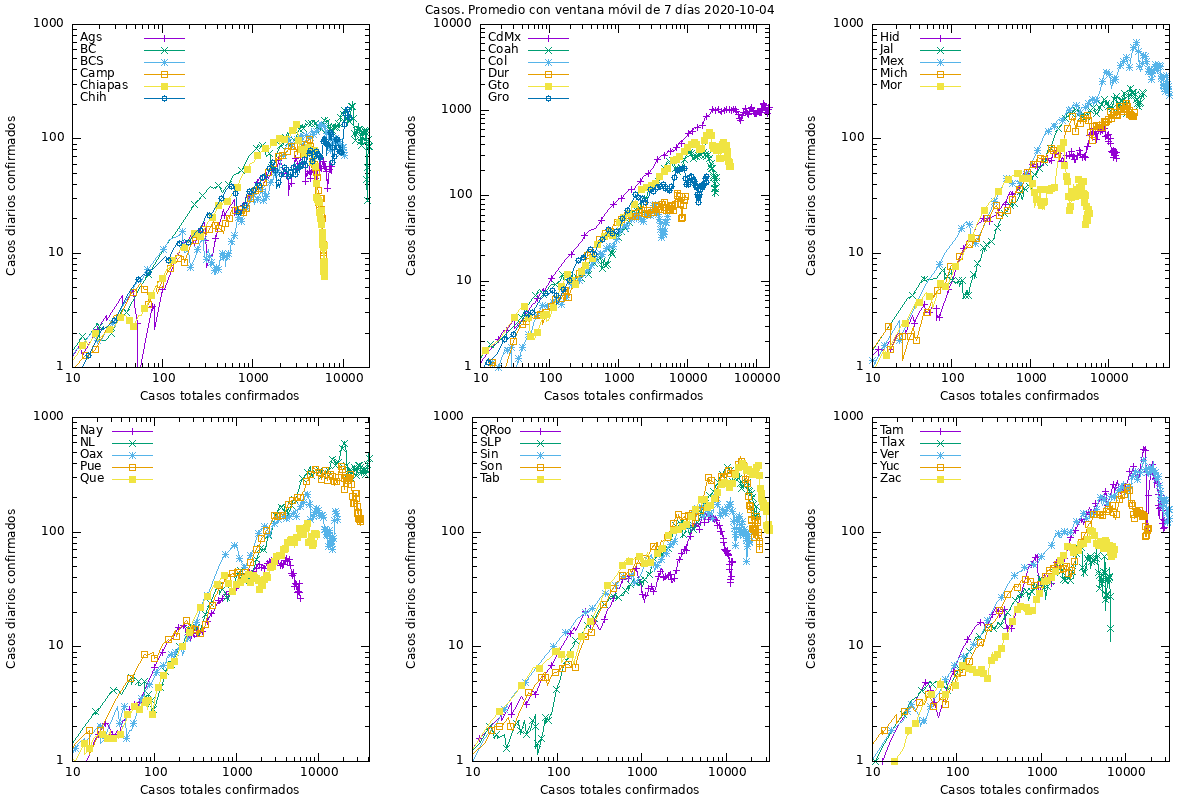 Casos. Promedio con ventana móvil de 7 días 2020-10-04
1000
100
10
1
Casos diarios confirmados
Ags
BC
BCS
Camp
Chiapas
Chih
10 100 1000 10000
Casos totales confirmados
10000
1000
100
10
1
Casos diarios confirmados
CdMx
Coah
Col
Dur
Gto
Gro
10 100 1000 10000 100000
Casos totales confirmados
1000
100
10
1
Casos diarios confirmados
Hid
Jal
Mex
Mich
Mor
10 100 1000 10000
Casos totales confirmados
1000
100
10
1
Casos diarios confirmados
Nay
NL
Oax
Pue
Que
10 100 1000 10000
Casos totales confirmados
1000
100
10
1
Casos diarios confirmados
QRoo
SLP
Sin
Son
Tab
10 100 1000 10000
Casos totales confirmados
1000
100
10
1
Casos diarios confirmados
Tam
Tlax
Ver
Yuc
Zac
10 100 1000 10000
Casos totales confirmados